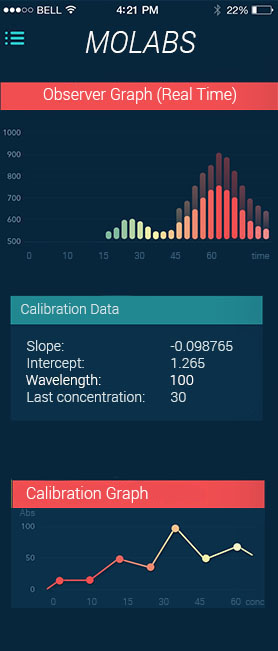 BELL 4:21 PM 22%
MOLABS
Observer Graph (Real Time)
1000
900
800
700
600
500
0 10 15 30 45 60 time
Calibration Data
Slope: -0.098765
Intercept: 1.265
Wavelength: 100
Last concentration: 30
Calibration Graph
Abs
100
50
0
0 10 15 30 45 60 conc